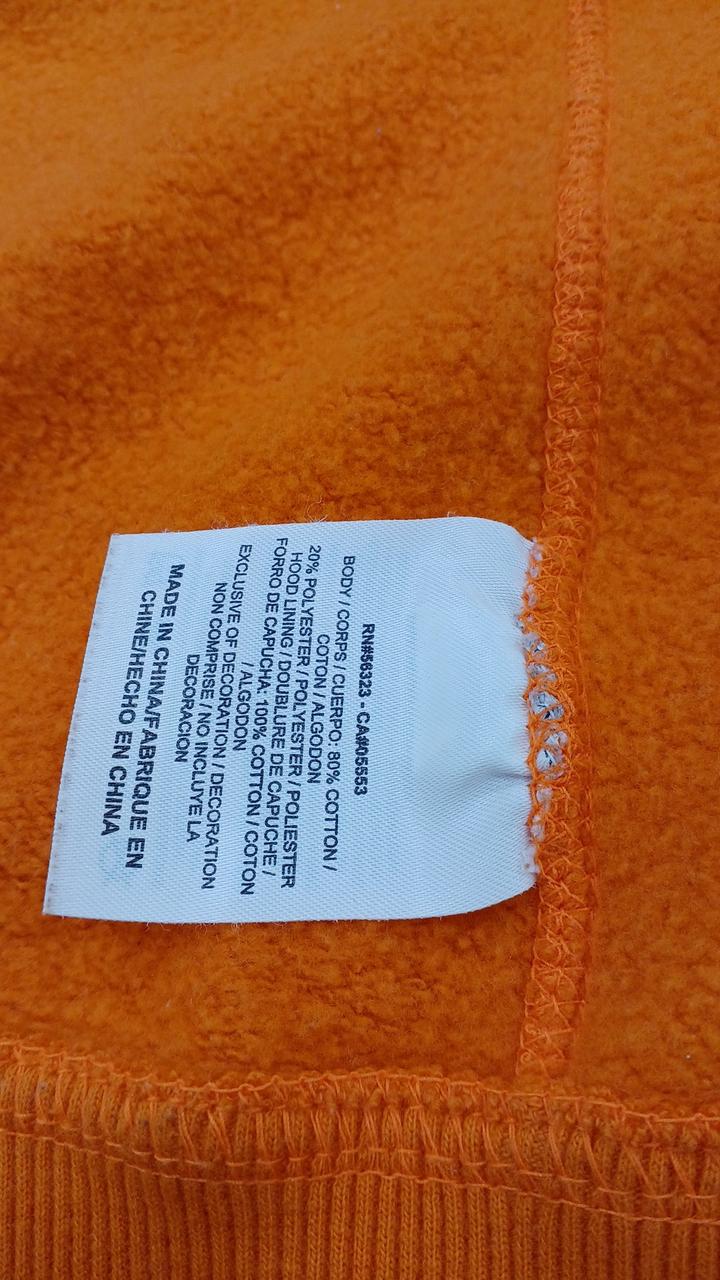 RN#56323 - CA#05553
BODY / CORPS / CUERPO: 80% COTTON /
COTON / ALGODON
20% POLYESTER / POLYESTER / POLIESTER
HOOD LINING / DOUBLURE DE CAPUCHE /
FORRO DE CAPUCHA: 100% COTTON / COTON
/ ALGODON
EXCLUSIVE OF DECORATION / DECORATION
NON COMPRISE / NO INCLUYE LA
DECORACION
MADE IN CHINA/FABRIQUE EN
CHINE/HECHO EN CHINA